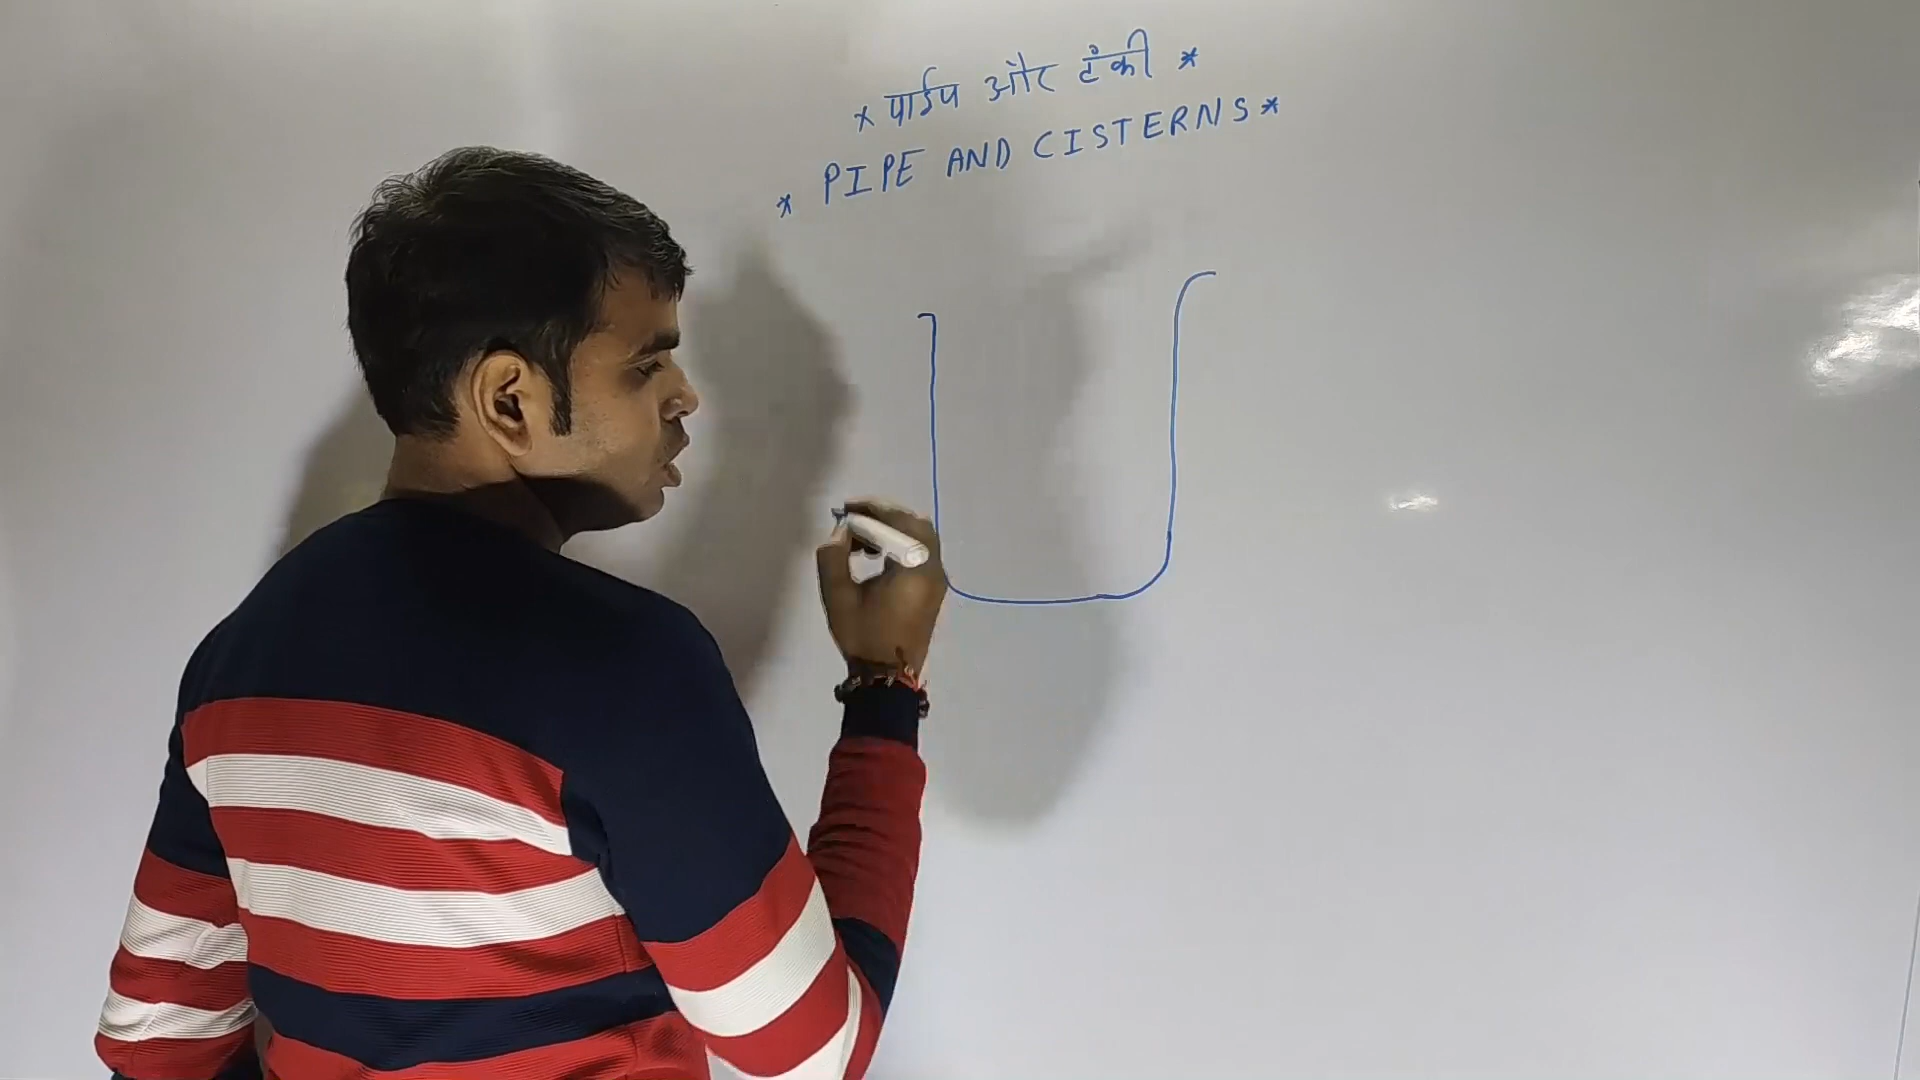 * पाईप और टंकी *
* PIPE AND CISTERNS *